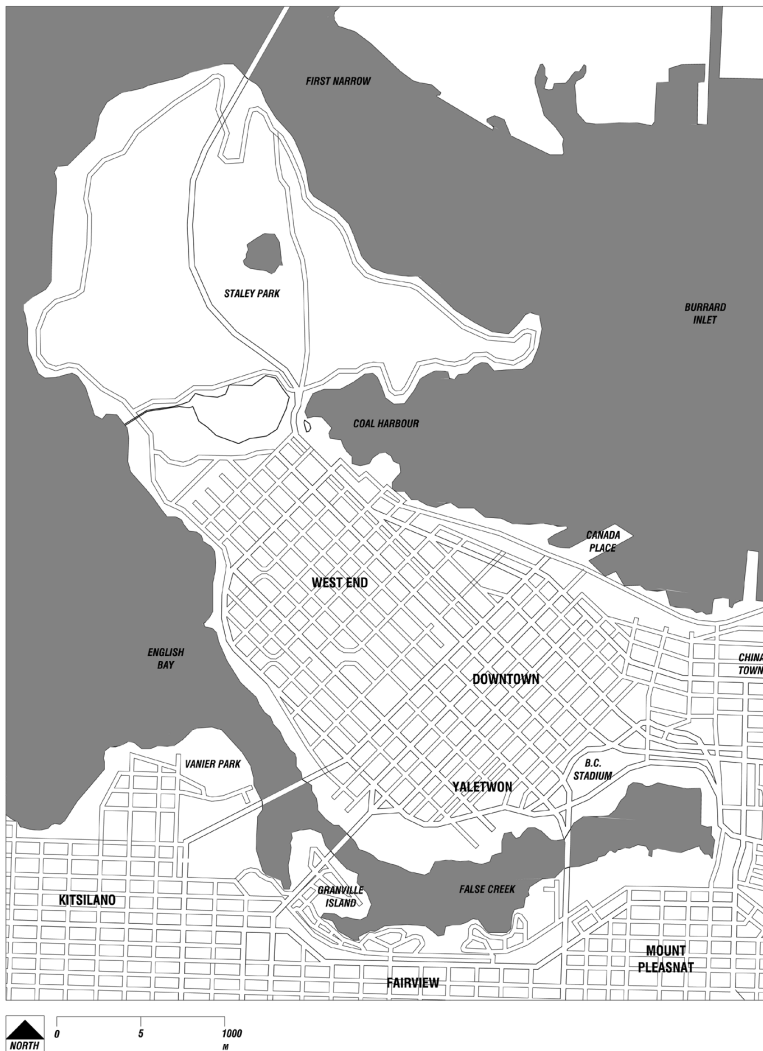 FIRST NARROW
STALEY PARK
BURRARD
INLET
COAL HARBOUR
CANADA
PLACE
WEST END
ENGLISH
BAY
CHINA
TOWN
DOWNTOWN
VANIER PARK
B.C.
STADIUM
YALETWON
KITSILANO
GRANVILLE
ISLAND
FALSE CREEK
MOUNT
PLEASNAT
FAIRVIEW
NORTH
0 5 1000
M